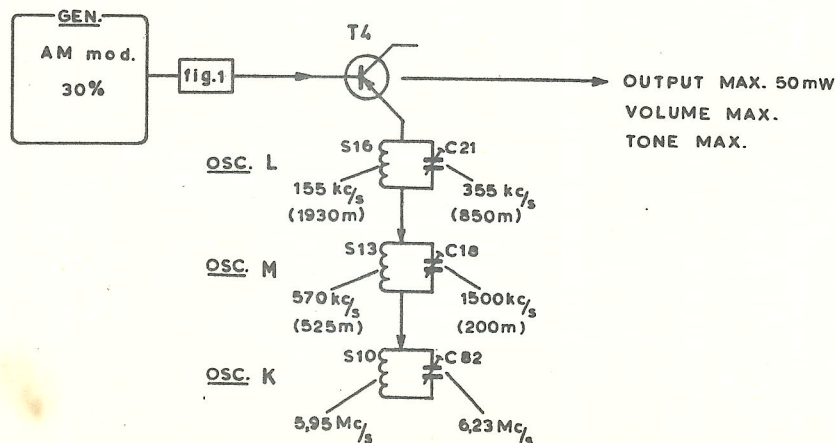 GEN.
AM mod.
30%
fig.1
T4
OUTPUT MAX. 50mW
VOLUME MAX.
TONE MAX.
OSC. L
S16
C21
155 kc/s
(1930m)
355 kc/s
(850m)
OSC. M
S13
C18
570 kc/s
(525m)
1500 kc/s
(200m)
OSC. K
S10
C82
5,95 Mc/s
6,23 Mc/s